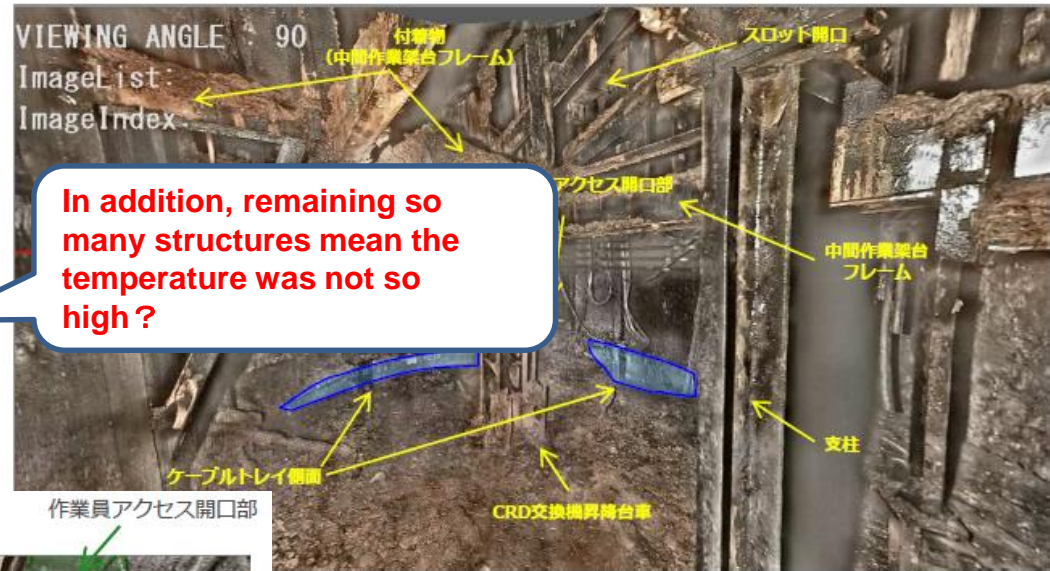 VIEWING ANGLE : 90
ImageList:
ImageIndex:
付着物
(中間作業架台フレーム)
スロット開口
In addition, remaining so
many structures mean the
temperature was not so
high？
アクセス開口部
中間作業架台
フレーム
支柱
ケーブルトレイ側面
CRD交換機昇降台車
作業員アクセス開口部